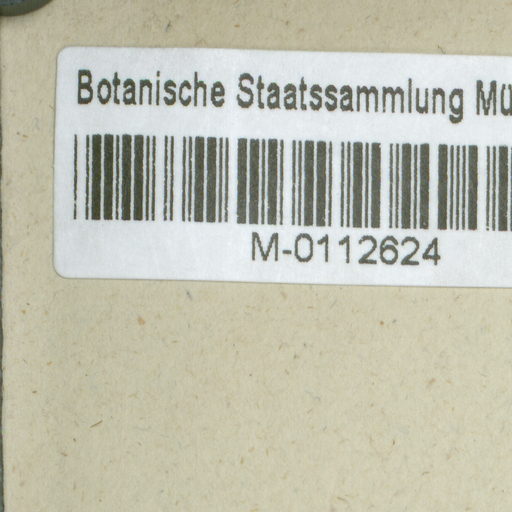 Botanische Staatssammlung Mü
M-0112624